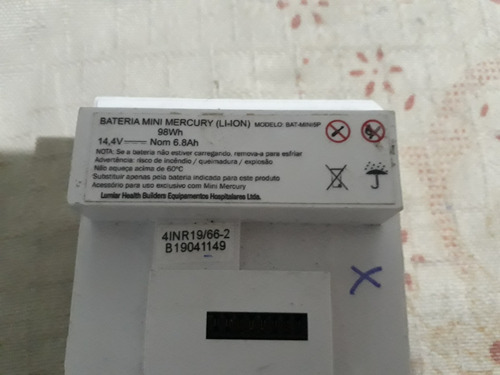 BATERIA MINI MERCURY (LI-ION) MODELO: BAT-MINI5P
98Wh
14,4V Nom 6.8Ah
NOTA: Se a bateria não estiver carregando, remova-a para esfriar
Advertência: risco de incêndio / queimadura / explosão
Não aqueça acima de 60ºC
Substituir apenas pela bateria indicada para este produto
Acessório para uso exclusivo com Mini Mercury
Lumiar Health Builders Equipamentos Hospitalares Ltda.
4INR19/66-2
B19041149
X